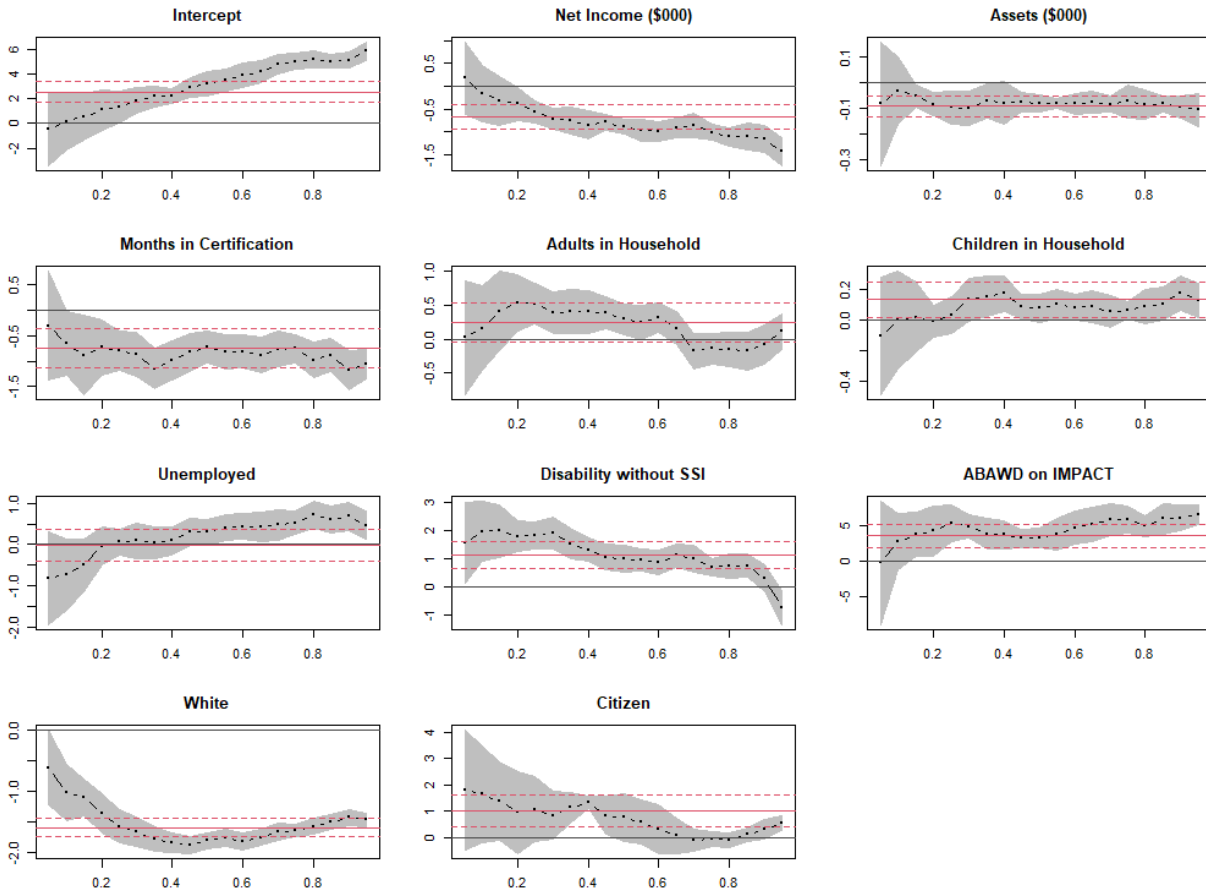 Intercept
Net Income ($000)
Assets ($000)
6
4
2
0
-2
0.2 0.4 0.6 0.8
0.5
-0.5
-1.5
0.2 0.4 0.6 0.8
0.1
-0.1
-0.3
0.2 0.4 0.6 0.8
Months in Certification
Adults in Household
Children in Household
0.5
-0.5
-1.5
0.2 0.4 0.6 0.8
1.0
0.5
0.0
-0.5
0.2 0.4 0.6 0.8
0.2
0.0
-0.4
0.2 0.4 0.6 0.8
Unemployed
Disability without SSI
ABAWD on IMPACT
1.0
0.0
-1.0
-2.0
0.2 0.4 0.6 0.8
3
2
1
0
-1
0.2 0.4 0.6 0.8
5
0
-5
0.2 0.4 0.6 0.8
White
Citizen
0.0
-1.0
-2.0
0.2 0.4 0.6 0.8
4
3
2
1
0
0.2 0.4 0.6 0.8